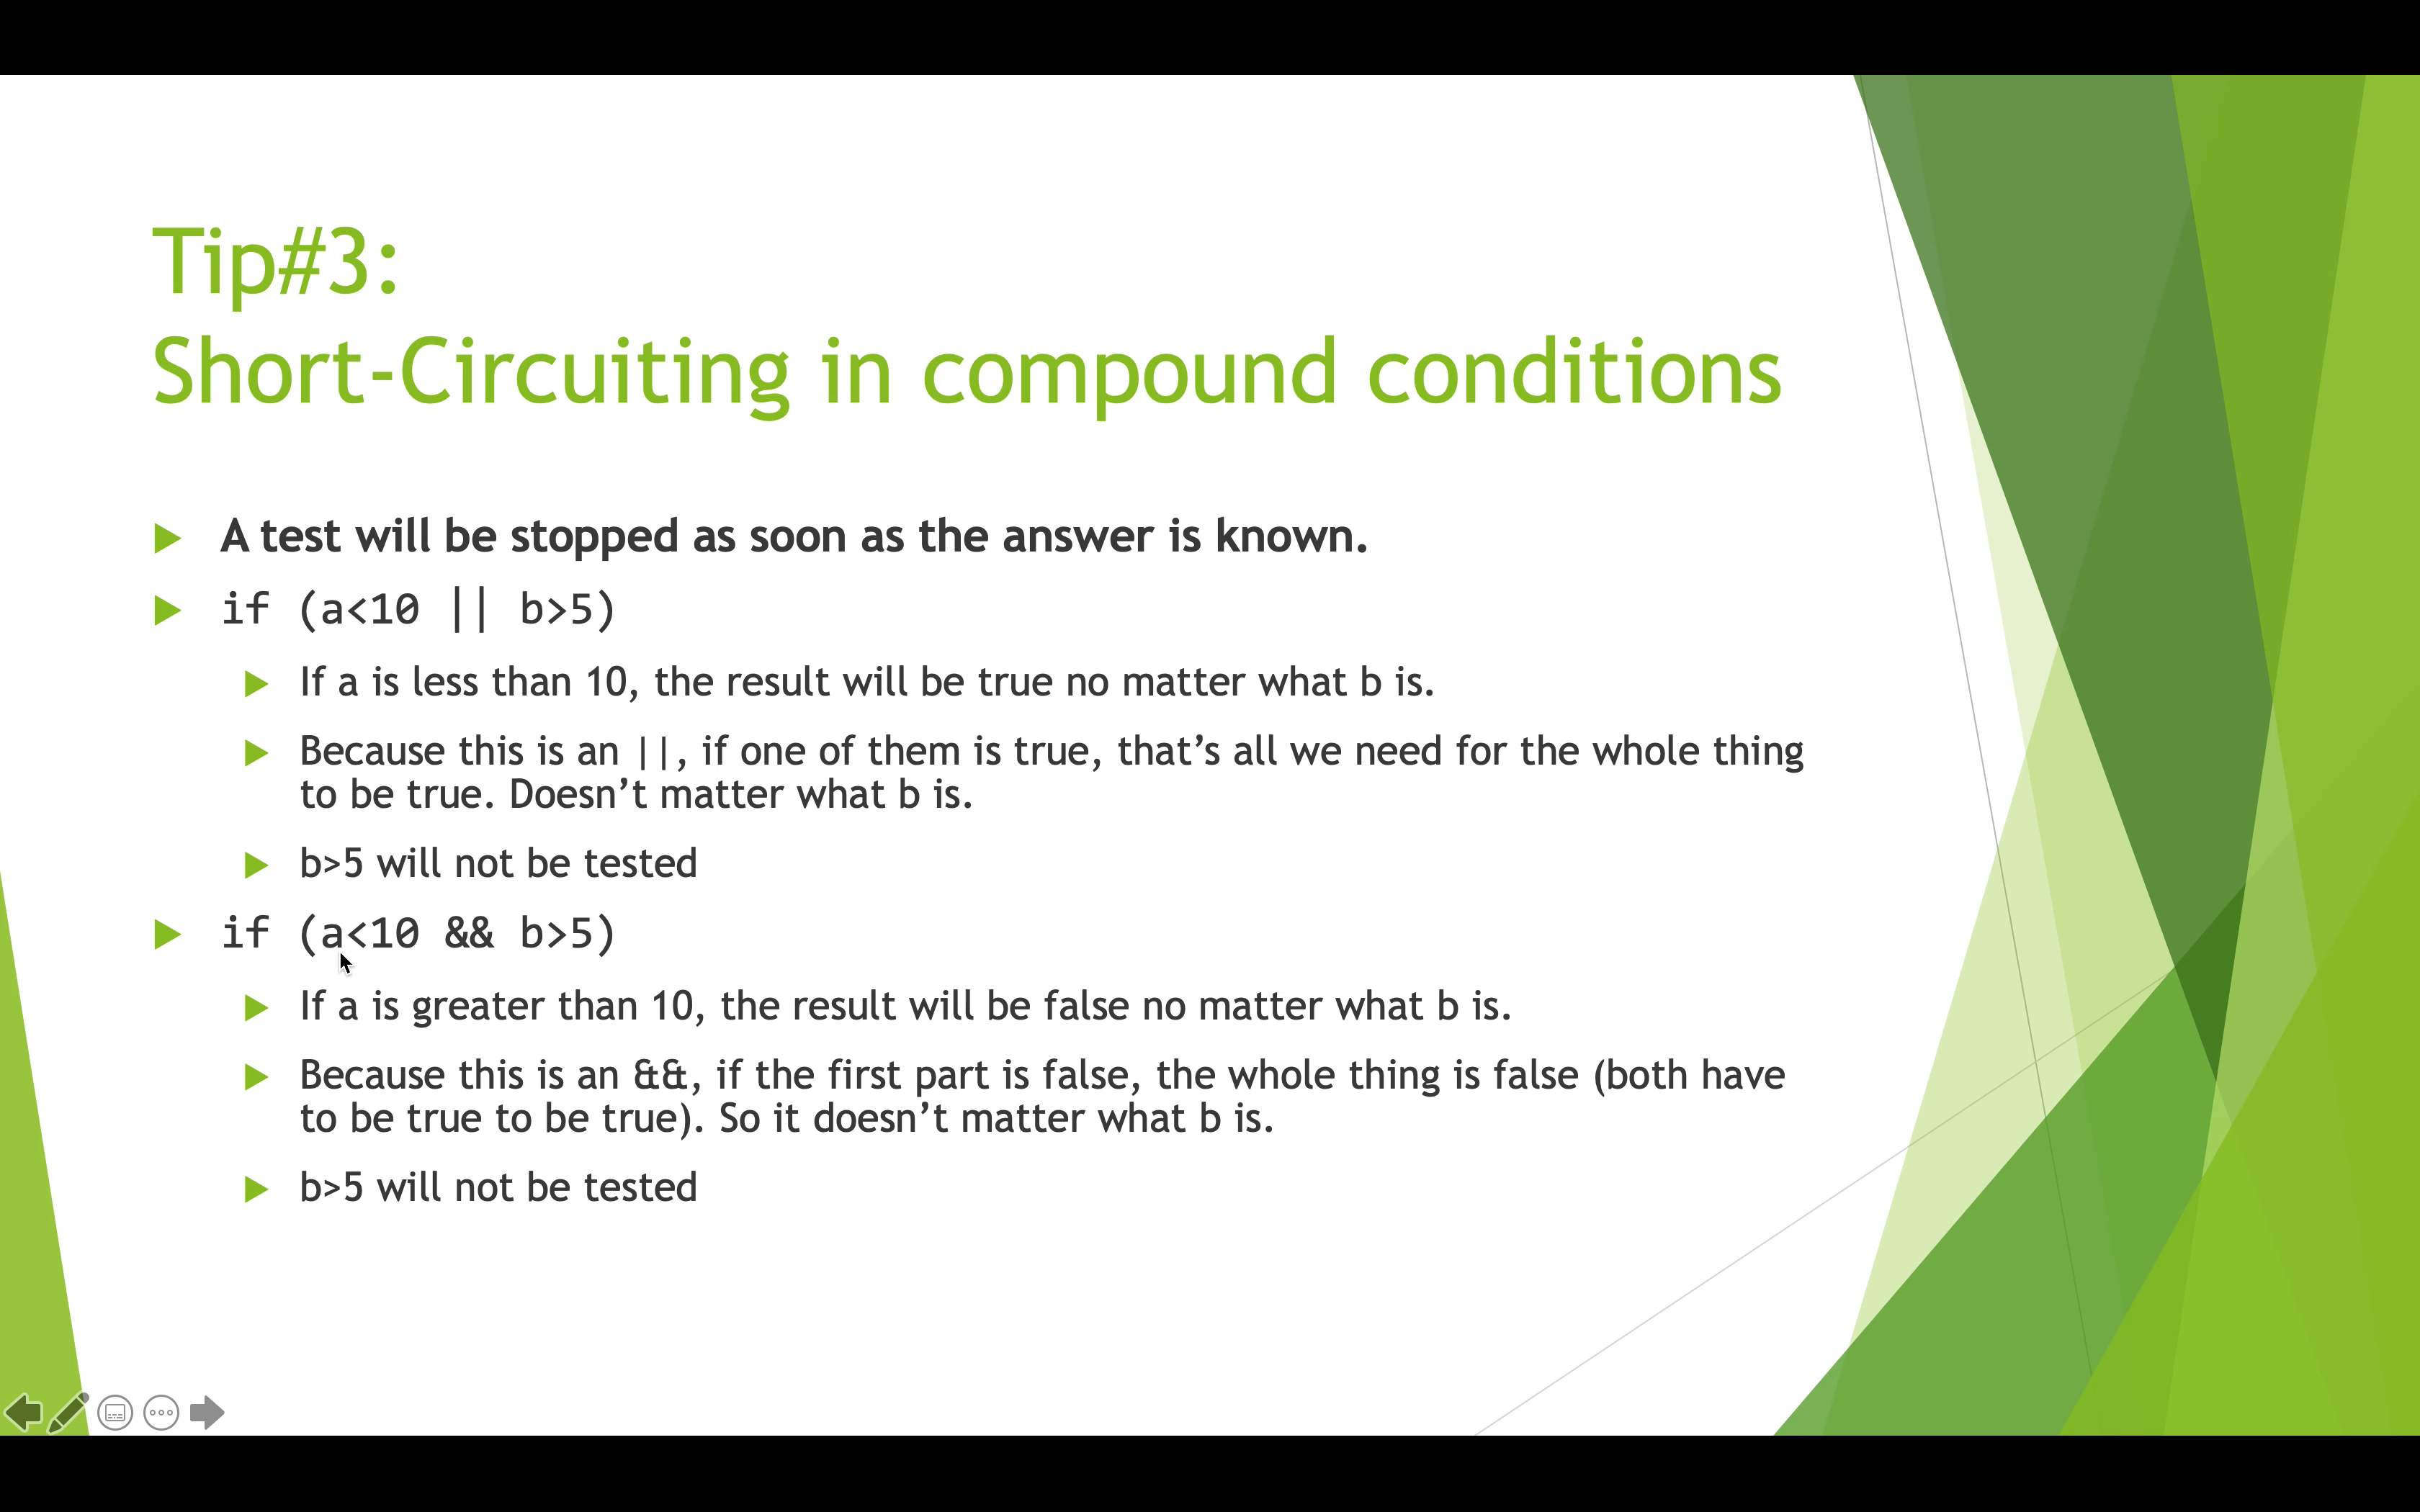 Tip#3:
Short-Circuiting in compound conditions
A test will be stopped as soon as the answer is known.
if (a<10 || b>5)
If a is less than 10, the result will be true no matter what b is.
Because this is an ||, if one of them is true, that’s all we need for the whole thing
to be true. Doesn’t matter what b is.
b>5 will not be tested
if (a<10 && b>5)
If a is greater than 10, the result will be false no matter what b is.
Because this is an &&, if the first part is false, the whole thing is false (both have
to be true to be true). So it doesn’t matter what b is.
b>5 will not be tested